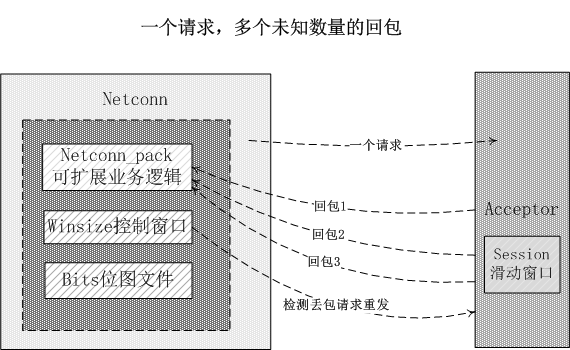 一个请求，多个未知数量的回包
Netconn
Netconn_pack
可扩展业务逻辑
Winsize控制窗口
Bits位图文件
一个请求
回包1
回包2
回包3
检测丢包请求重发
Acceptor
Session
滑动窗口